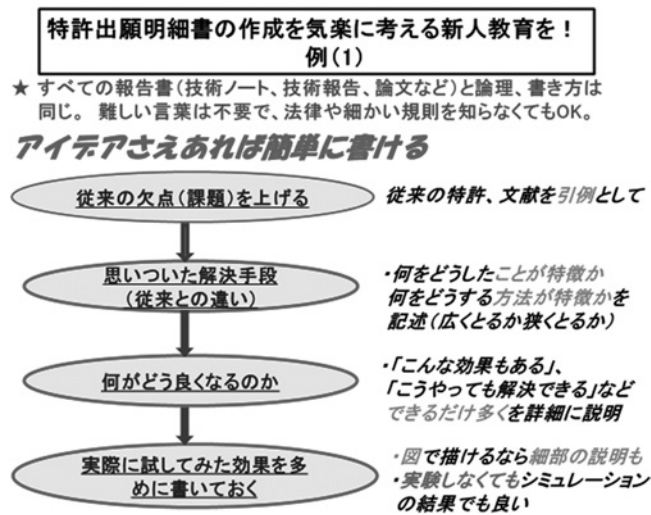 特許出願明細書の作成を気楽に考える新人教育を！
例（1）
★ すべての報告書（技術ノート、技術報告、論文など）と論理、書き方は
同じ。 難しい言葉は不要で、法律や細かい規則を知らなくてもOK。
アイデアさえあれば簡単に書ける
従来の欠点（課題）を上げる
従来の特許、文献を引例として
思いついた解決手段
（従来との違い）
・何をどうしたことが特徴か
何をどうする方法が特徴かを
記述（広くとるか狭くとるか）
何がどう良くなるのか
・「こんな効果もある」、
「こうやっても解決できる」など
できるだけ多くを詳細に説明
実際に試してみた効果を多
めに書いておく
・図で描けるなら細部の説明も
・実験しなくてもシミュレーション
の結果でも良い